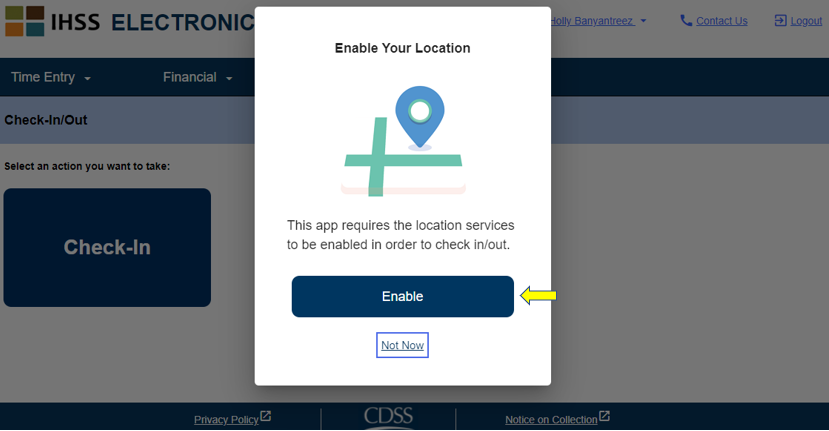 IHSS ELECTRONIC
Holly Banyantreez
Contact Us
Logout
Time Entry
Financial
Check-In/Out
Select an action you want to take:
Check-In
Enable Your Location
This app requires the location services
to be enabled in order to check in/out.
Enable
Not Now
Privacy Policy
CDSS
Notice on Collection